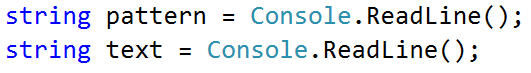 string pattern = Console.ReadLine();
string text = Console.ReadLine();